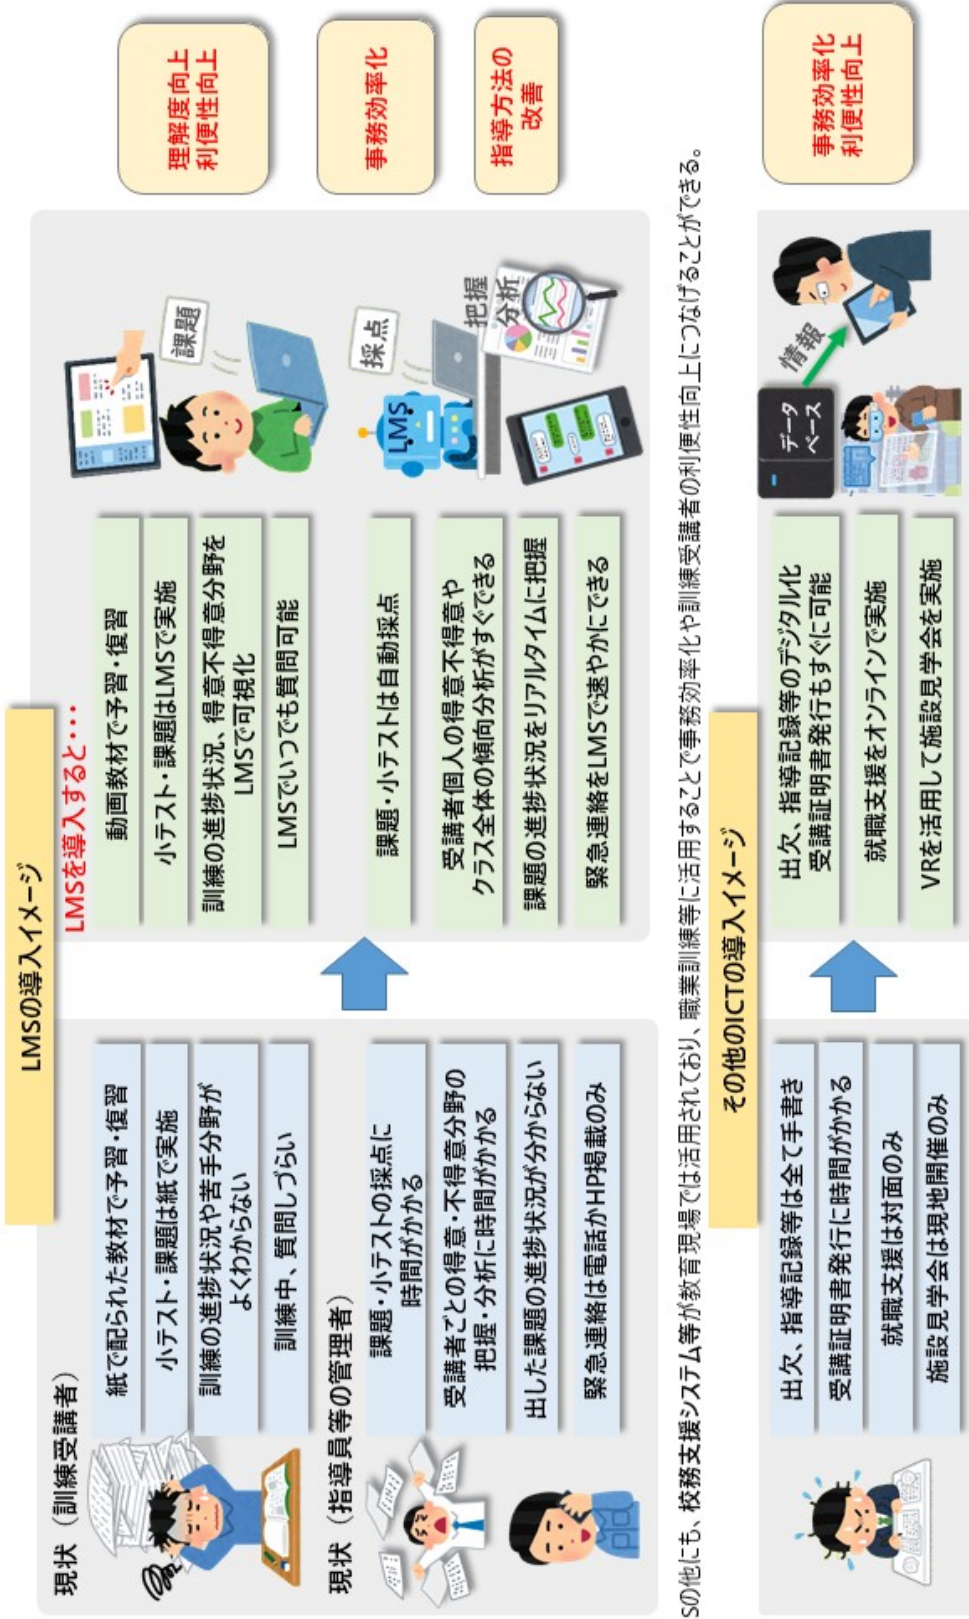 LMSの導入イメージ
現状（訓練受講者）
紙で配られた教材で予習・復習
小テスト・課題は紙で実施
訓練の進捗状況や苦手分野が
よくわからない
訓練中、質問しづらい
現状（指導員等の管理者）
課題・小テストの採点に
時間がかかる
受講者ごとの得意・不得意分野の
把握・分析に時間がかかる
出した課題の進捗状況が分からない
緊急連絡は電話かHP掲載のみ
LMSを導入すると・・・
動画教材で予習・復習
小テスト・課題はLMSで実施
訓練の進捗状況、得意不得意分野を
LMSで可視化
LMSでいつでも質問可能
課題・小テストは自動採点
受講者個人の得意不得意や
クラス全体の傾向分析がすぐできる
課題の進捗状況をリアルタイムに把握
緊急連絡をLMSで速やかにできる
課題
採点
LMS
把握
分析
理解度向上
利便性向上
事務効率化
指導方法の
改善
Sの他にも、校務支援システム等が教育現場では活用されており、職業訓練等に活用することで事務効率化や訓練受講者の利便性向上につなげることができる。
その他のICTの導入イメージ
出欠、指導記録等は全て手書き
受講証明書発行に時間がかかる
就職支援は対面のみ
施設見学会は現地開催のみ
出欠、指導記録等のデジタル化
受講証明書発行もすぐに可能
就職支援をオンラインで実施
VRを活用して施設見学会を実施
データ
ベース
情報
事務効率化
利便性向上